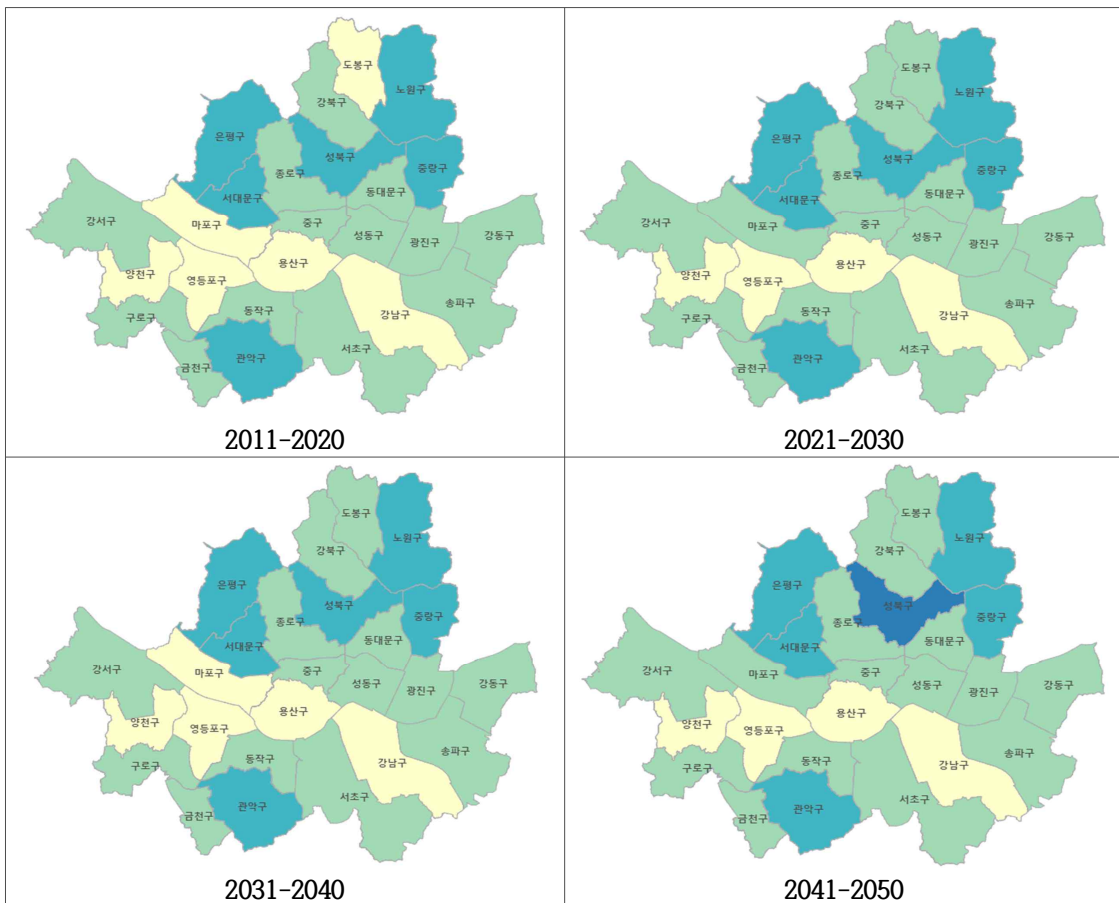 도봉구
노원구
강북구
은평구
성북구
중랑구
종로구
서대문구
동대문구
강서구
마포구
중구
성동구
광진구
강동구
양천구
영등포구
용산구
송파구
구로구
동작구
강남구
관악구
서초구
금천구
2011-2020
도봉구
노원구
강북구
은평구
성북구
중랑구
종로구
서대문구
동대문구
강서구
마포구
중구
성동구
광진구
강동구
양천구
영등포구
용산구
송파구
구로구
동작구
강남구
관악구
서초구
금천구
2021-2030
도봉구
노원구
강북구
은평구
성북구
중랑구
종로구
서대문구
동대문구
강서구
마포구
중구
성동구
광진구
강동구
양천구
영등포구
용산구
송파구
구로구
동작구
강남구
관악구
서초구
금천구
2031-2040
도봉구
노원구
강북구
은평구
성북구
중랑구
종로구
서대문구
동대문구
강서구
마포구
중구
성동구
광진구
강동구
양천구
영등포구
용산구
송파구
구로구
동작구
강남구
관악구
서초구
금천구
2041-2050